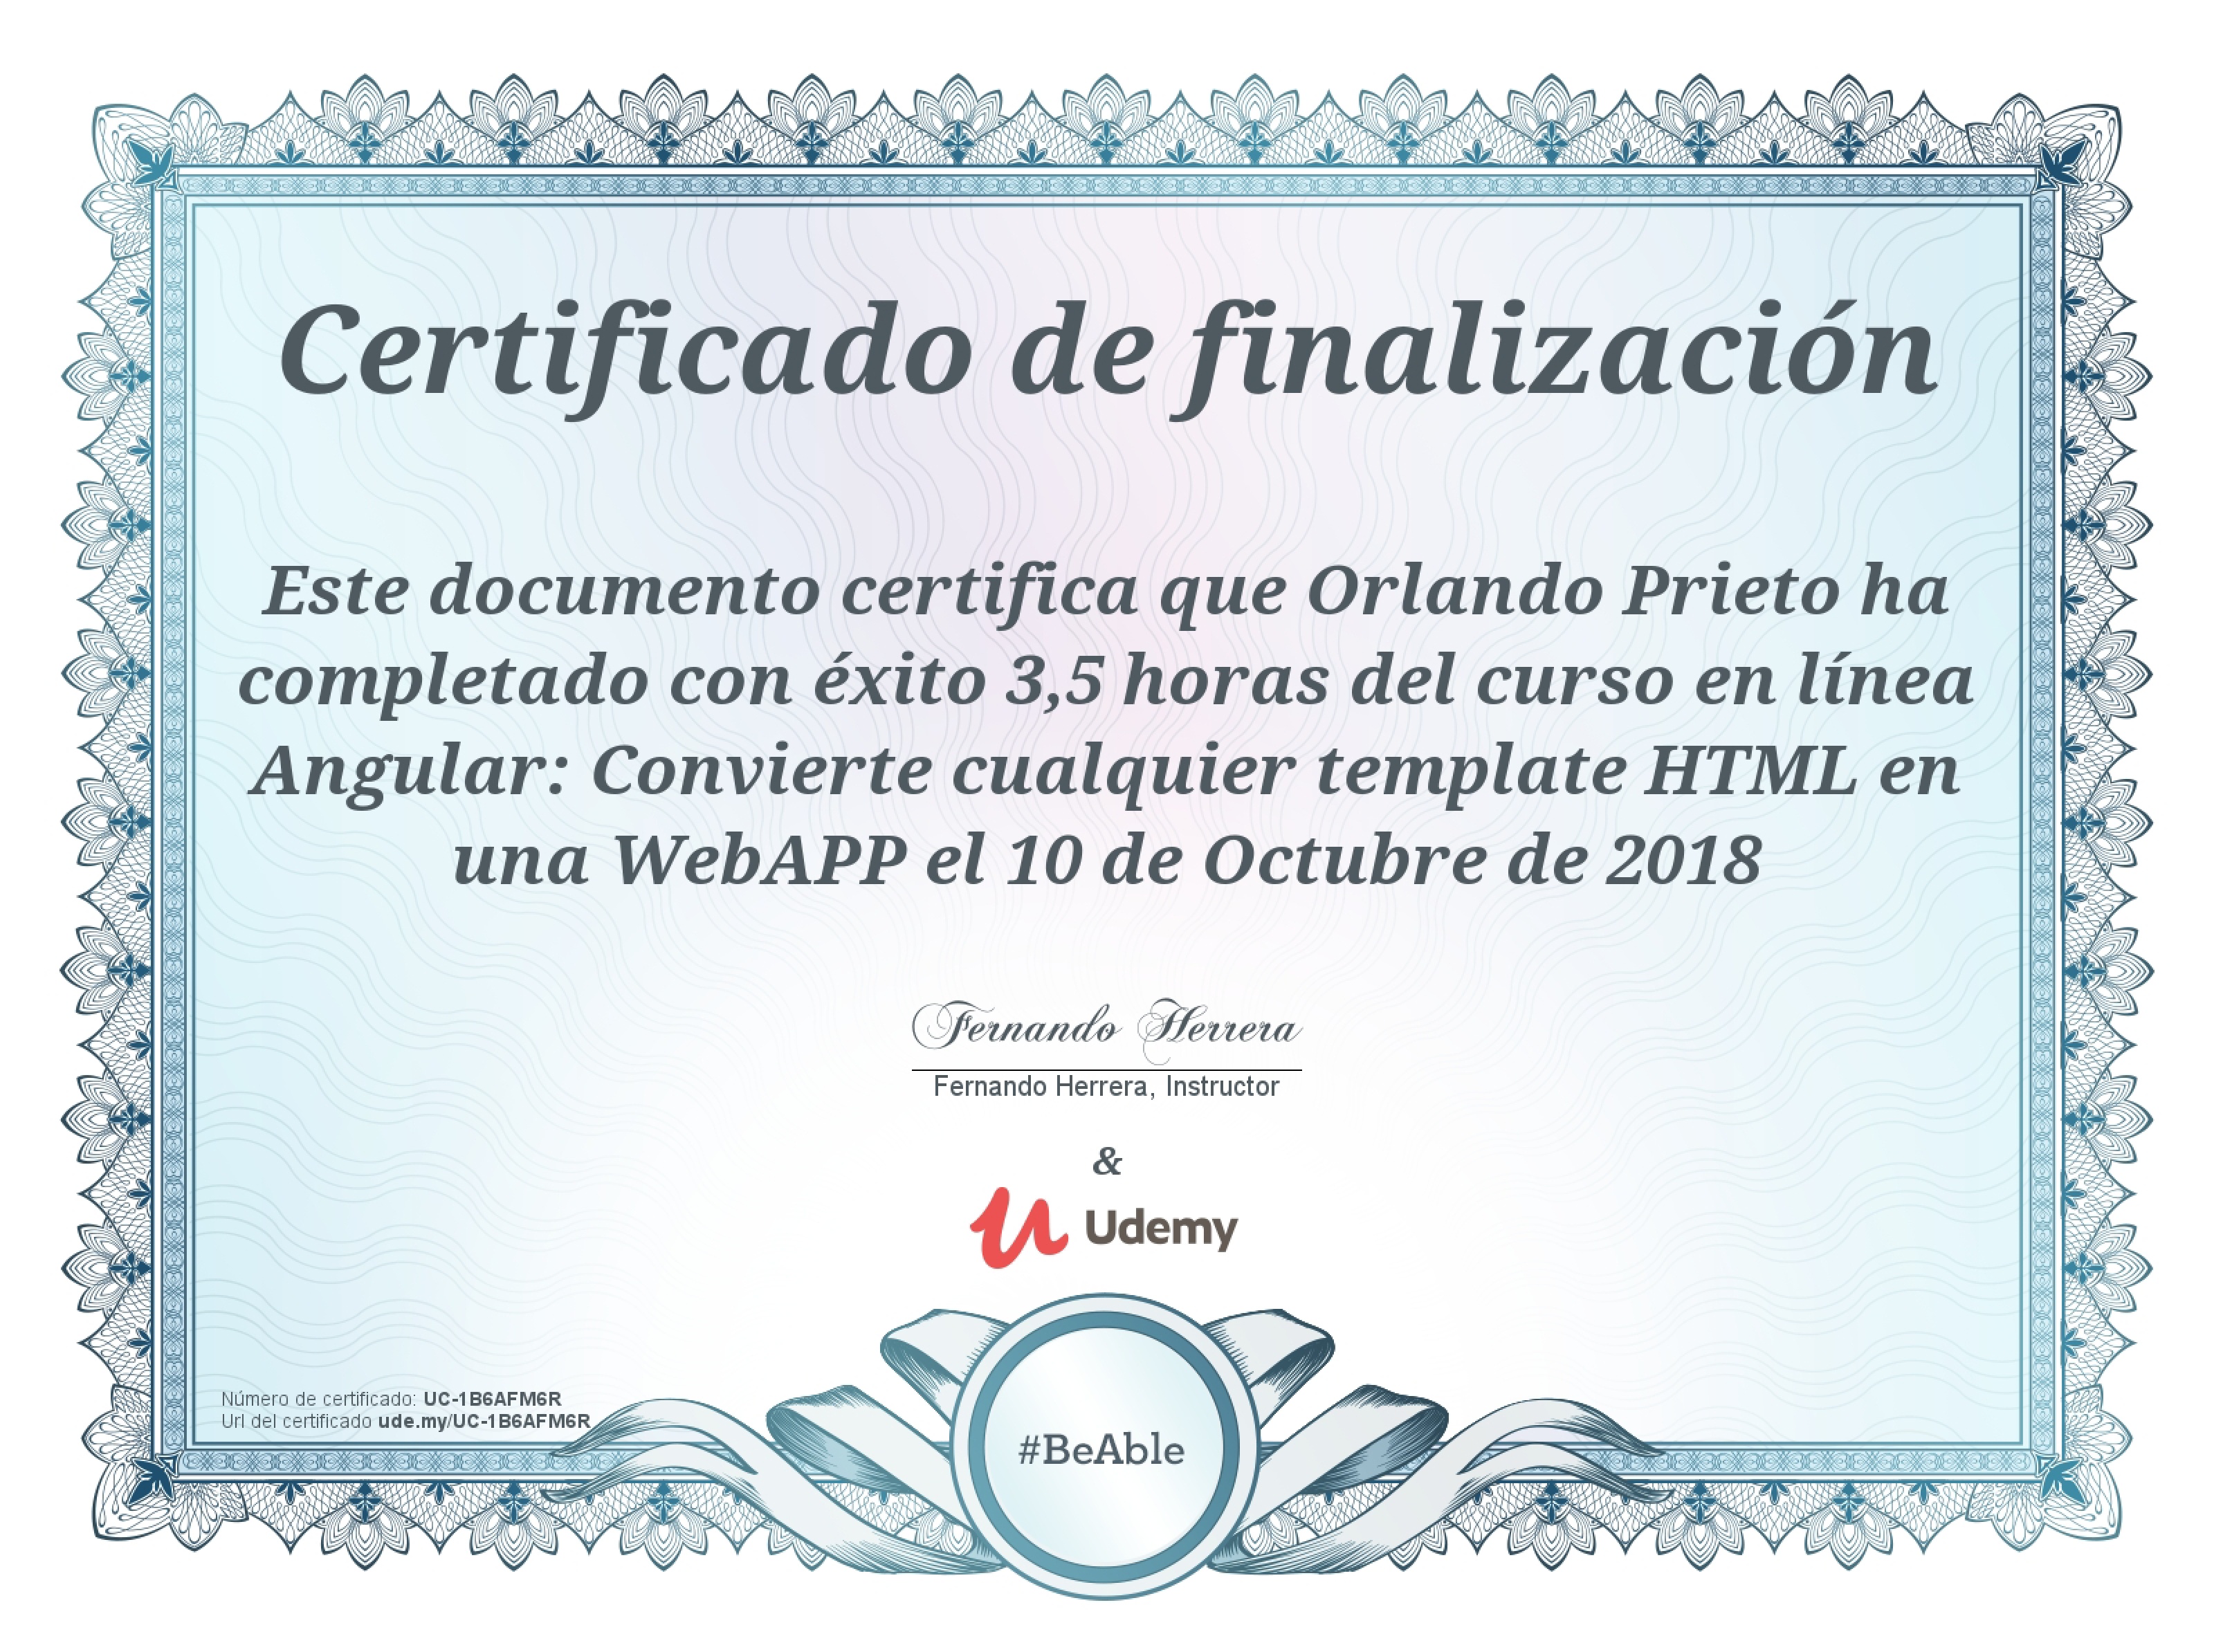 Certificado de finalización
Este documento certifica que Orlando Prieto ha
completado con éxito 3,5 horas del curso en línea
Angular: Convierte cualquier template HTML en
una WebAPP el 10 de Octubre de 2018
Fernando Herrera
Fernando Herrera, Instructor
&
Udemy
Número de certificado: UC-1B6AFM6R
Url del certificado ude.my/UC-1B6AFM6R
#BeAble